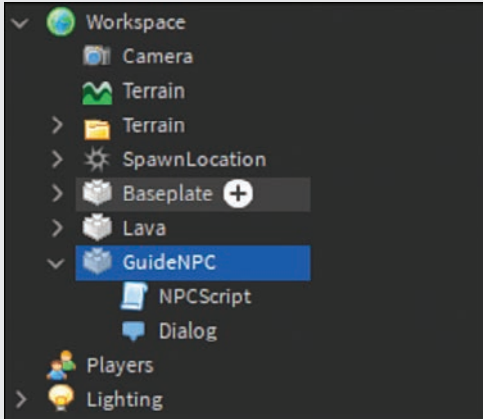 Workspace
Camera
Terrain
Terrain
SpawnLocation
Baseplate
Lava
GuideNPC
NPCScript
Dialog
Players
Lighting